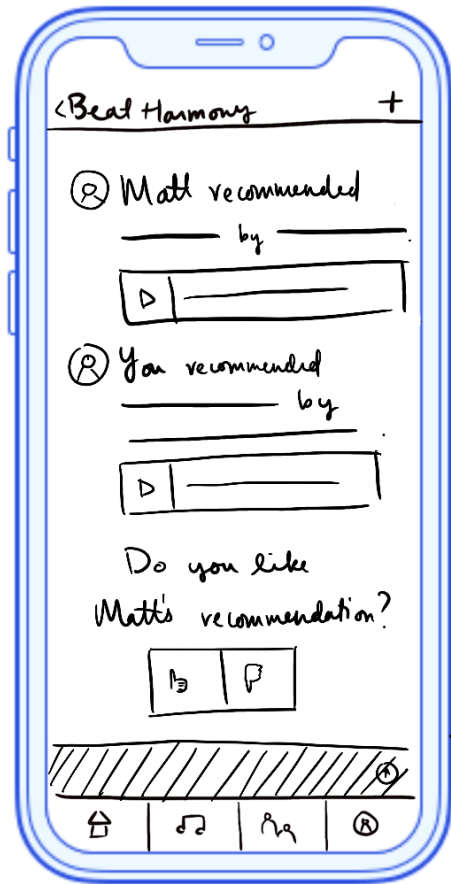 <Beat Harmony +
Matt recommended
by .
You recommended
by
.
Do you like
Matt's recommendation?